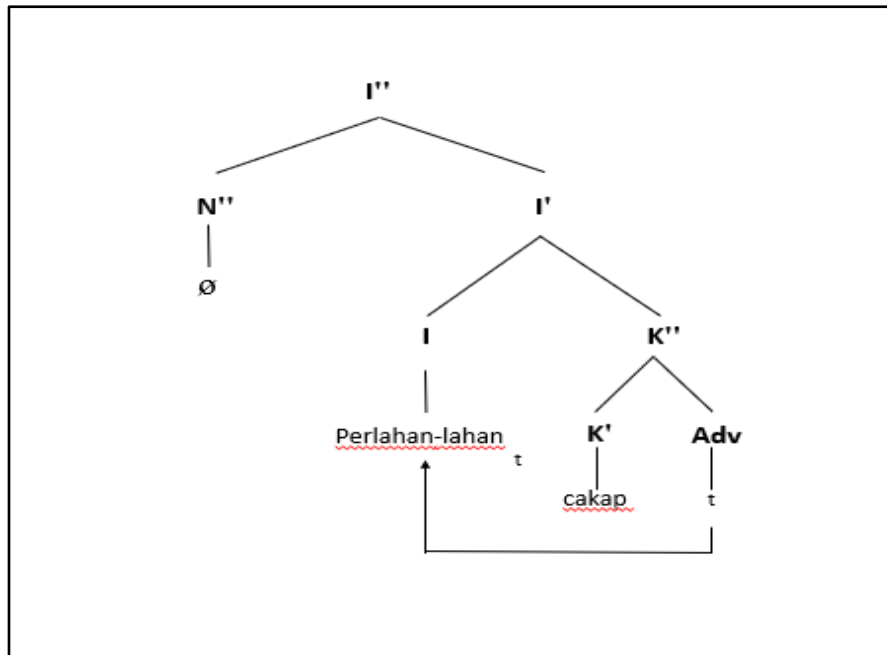 I''
N'' I'
Ø
I K''
Perlahan-lahan t K' Adv
cakap t